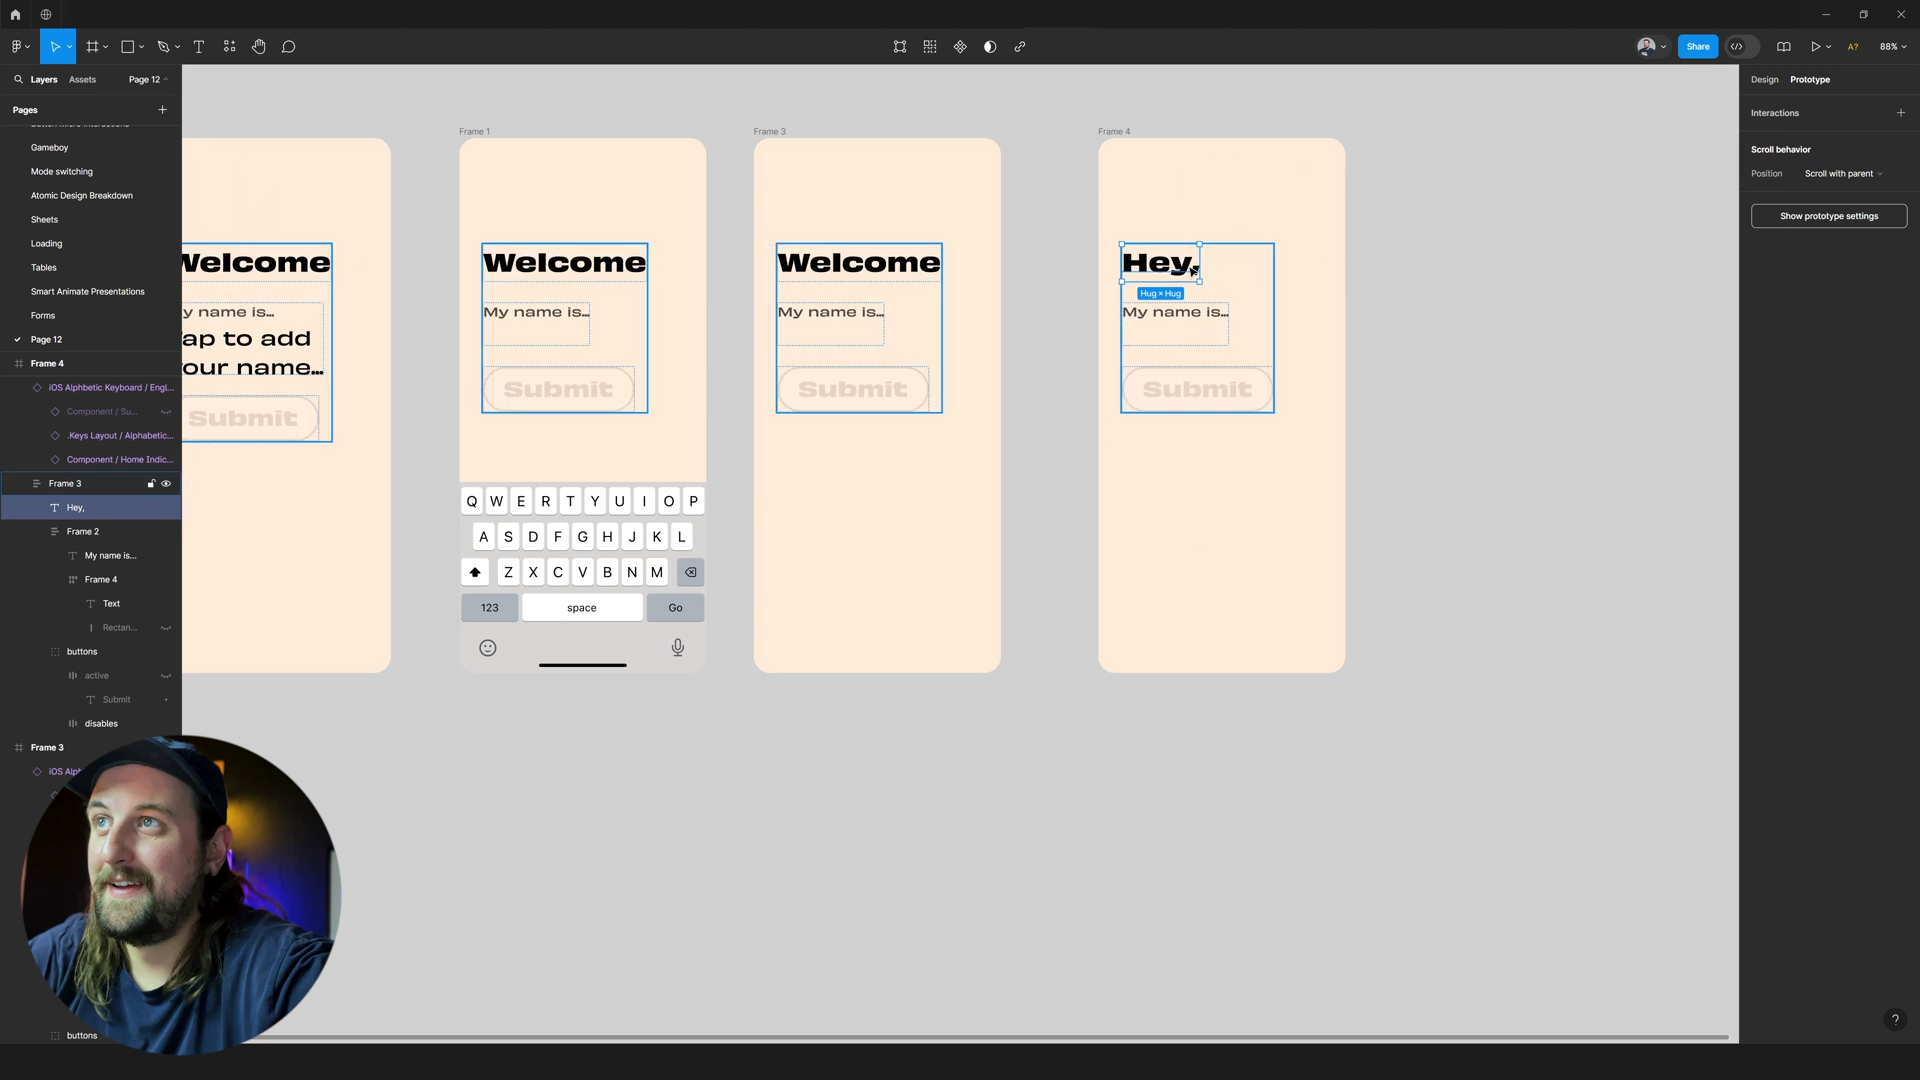 Share
A?
88%
Layers
Assets
Page 12
Design
Prototype
Pages
Gameboy
Mode switching
Atomic Design Breakdown
Sheets
Loading
Tables
Smart Animate Presentations
Forms
Page 12
Frame 4
iOS Alphbetic Keyboard / Engl...
Component / Su...
.Keys Layout / Alphabetic...
Component / Home Indic...
Frame 3
Hey,
Frame 2
My name is...
Frame 4
Text
Rectan...
buttons
active
Submit
disables
Frame 3
iOS Alph
buttons
Welcome
y name is...
ap to add
our name...
Submit
Frame 1
Welcome
My name is...
Submit
Q W E R T Y U I O P
A S D F G H J K L
Z X C V B N M
123 space Go
Frame 3
Welcome
My name is...
Submit
Frame 4
Hey,
Hug × Hug
My name is...
Submit
Interactions
Scroll behavior
Position Scroll with parent
Show prototype settings
?